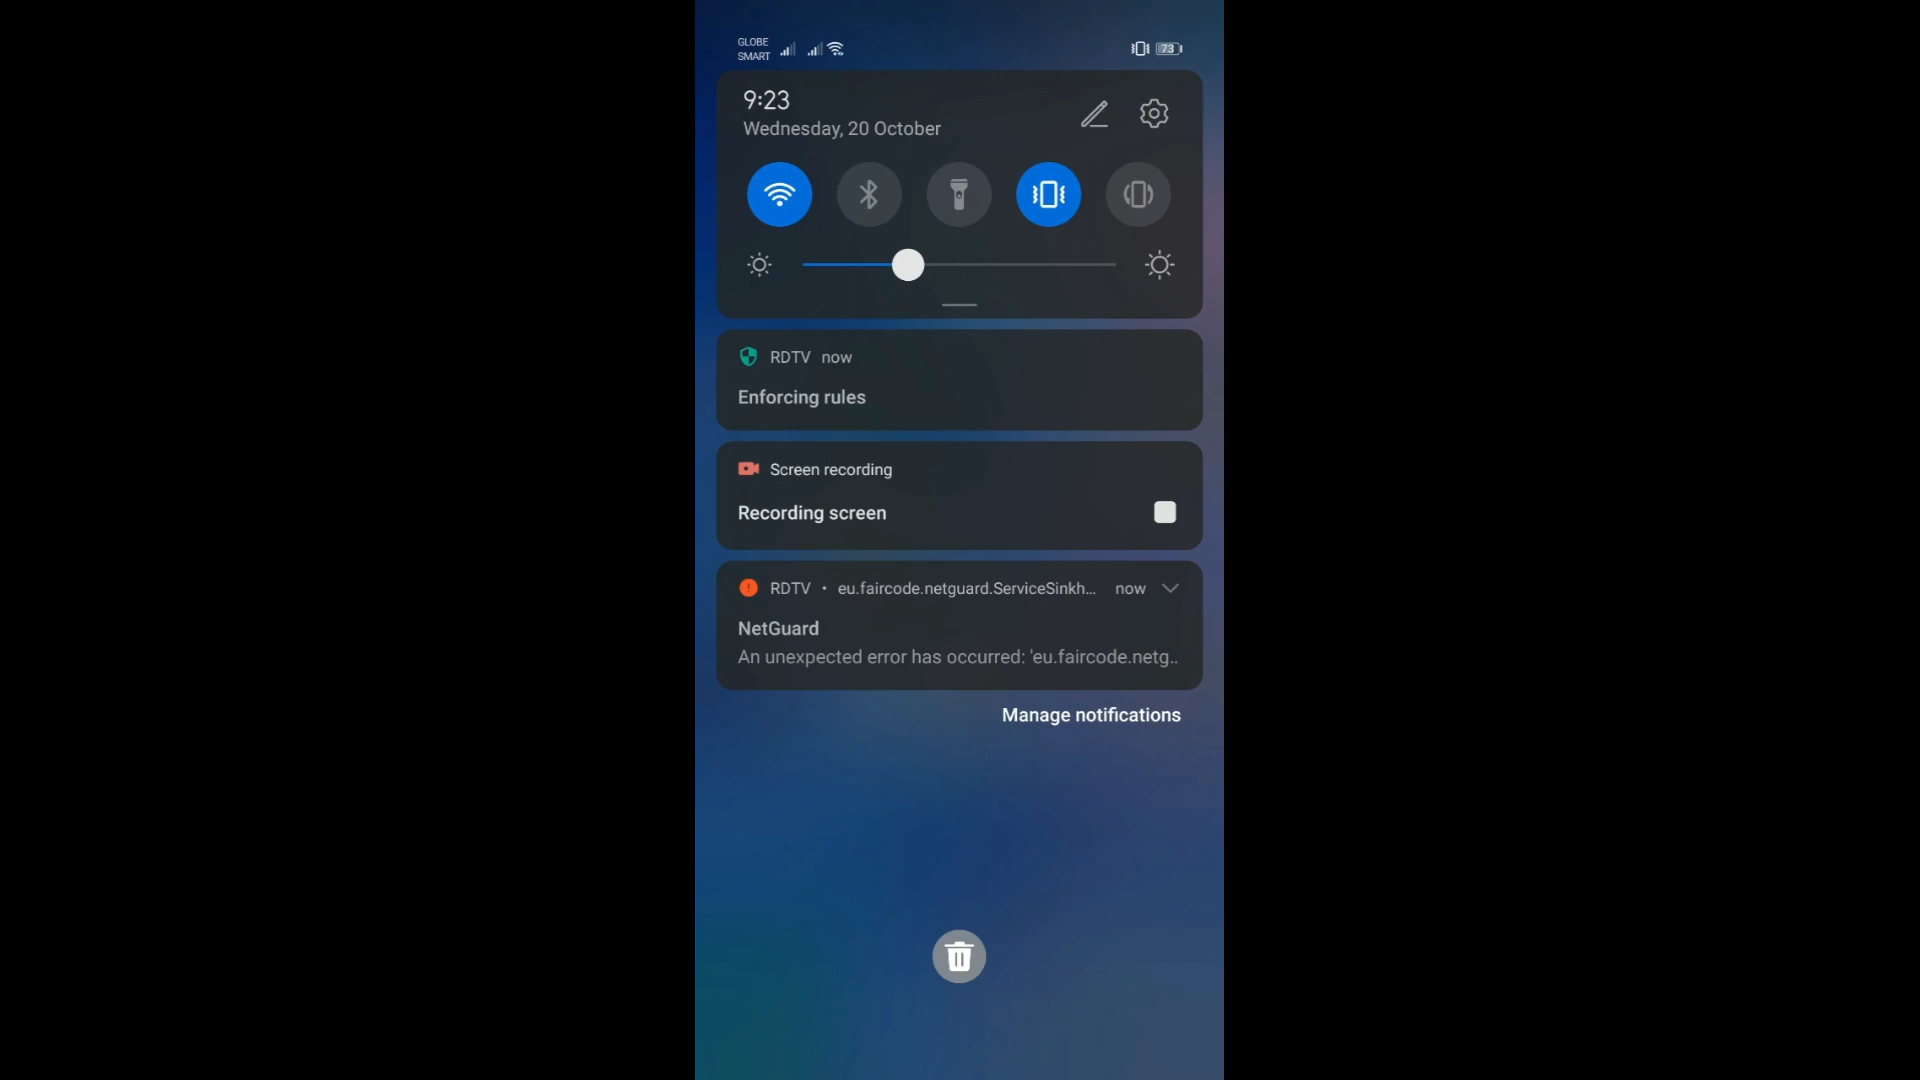 GLOBE
SMART
73
9:23
Wednesday, 20 October
RDTV now
Enforcing rules
Screen recording
Recording screen
RDTV • eu.faircode.netguard.ServiceSinkh... now
NetGuard
An unexpected error has occurred: 'eu.faircode.netg..
Manage notifications